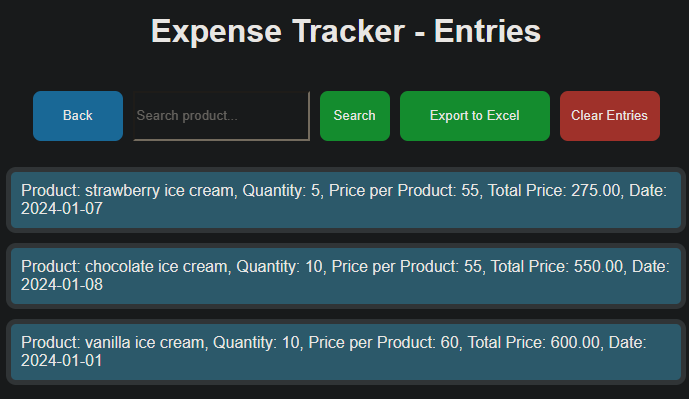 Expense Tracker - Entries
Back
Search product...
Search
Export to Excel
Clear Entries
Product: strawberry ice cream, Quantity: 5, Price per Product: 55, Total Price: 275.00, Date:
2024-01-07
Product: chocolate ice cream, Quantity: 10, Price per Product: 55, Total Price: 550.00, Date:
2024-01-08
Product: vanilla ice cream, Quantity: 10, Price per Product: 60, Total Price: 600.00, Date:
2024-01-01